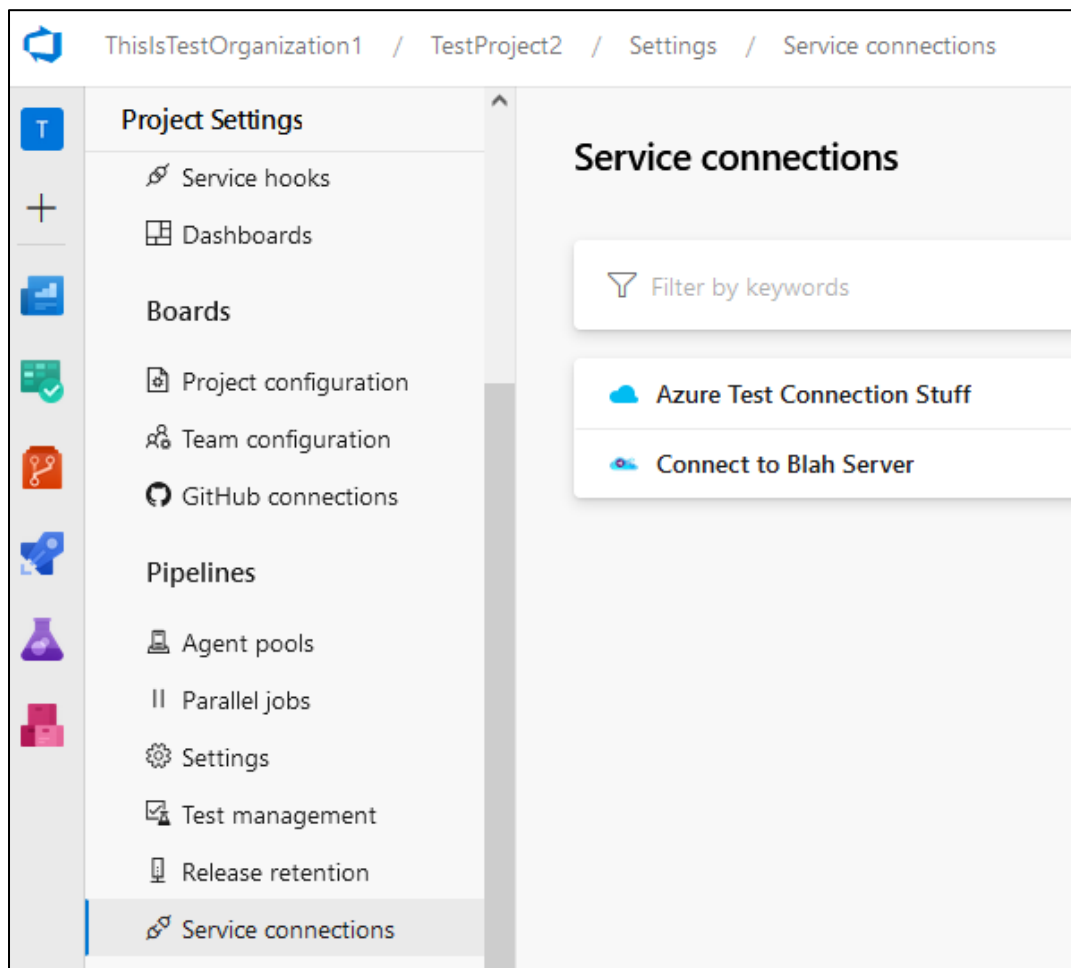 ThisIsTestOrganization1 / TestProject2 / Settings / Service connections
T
Project Settings
Service hooks
Dashboards
Boards
Project configuration
Team configuration
GitHub connections
Pipelines
Agent pools
Parallel jobs
Settings
Test management
Release retention
Service connections
Service connections
Filter by keywords
Azure Test Connection Stuff
Connect to Blah Server